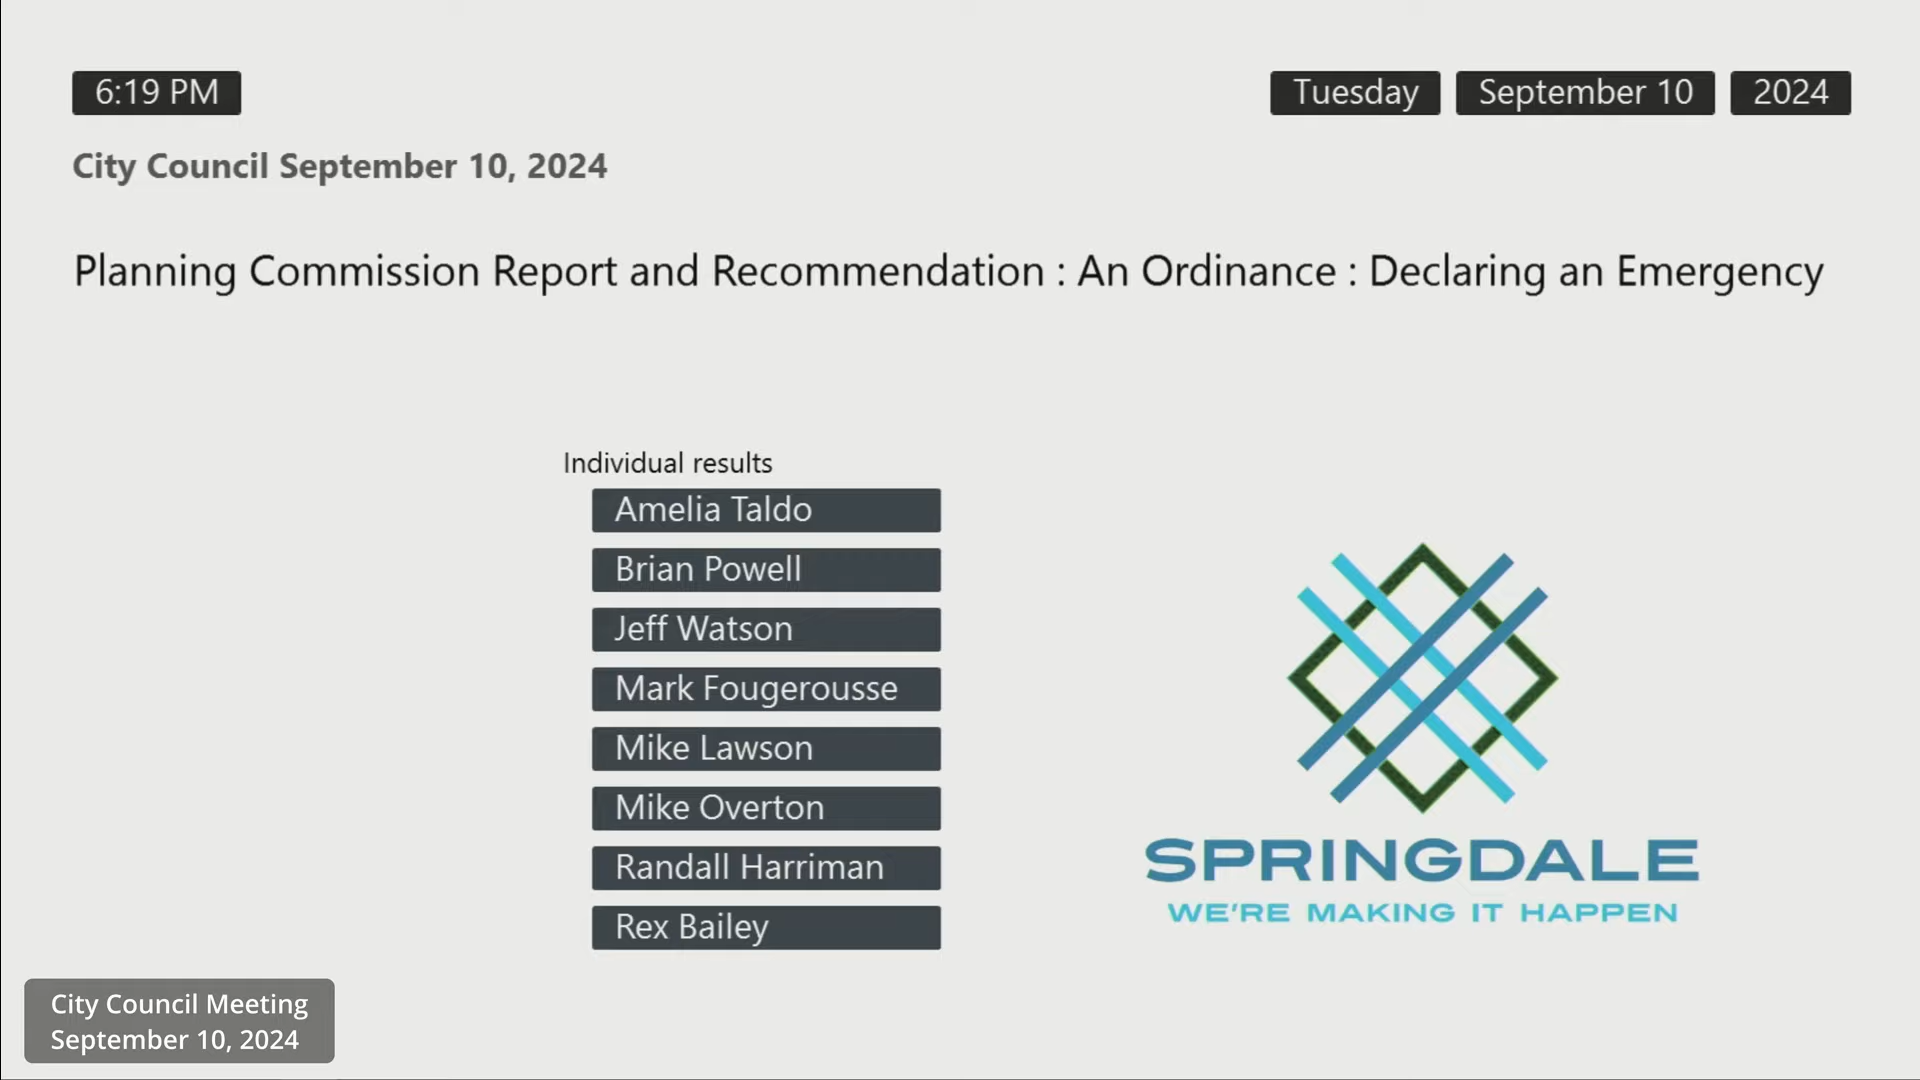 6:19 PM
Tuesday September 10 2024
City Council September 10, 2024
Planning Commission Report and Recommendation : An Ordinance : Declaring an Emergency
Individual results
Amelia Taldo
Brian Powell
Jeff Watson
Mark Fougerousse
Mike Lawson
Mike Overton
Randall Harriman
Rex Bailey
SPRINGDALE
WE'RE MAKING IT HAPPEN
City Council Meeting
September 10, 2024